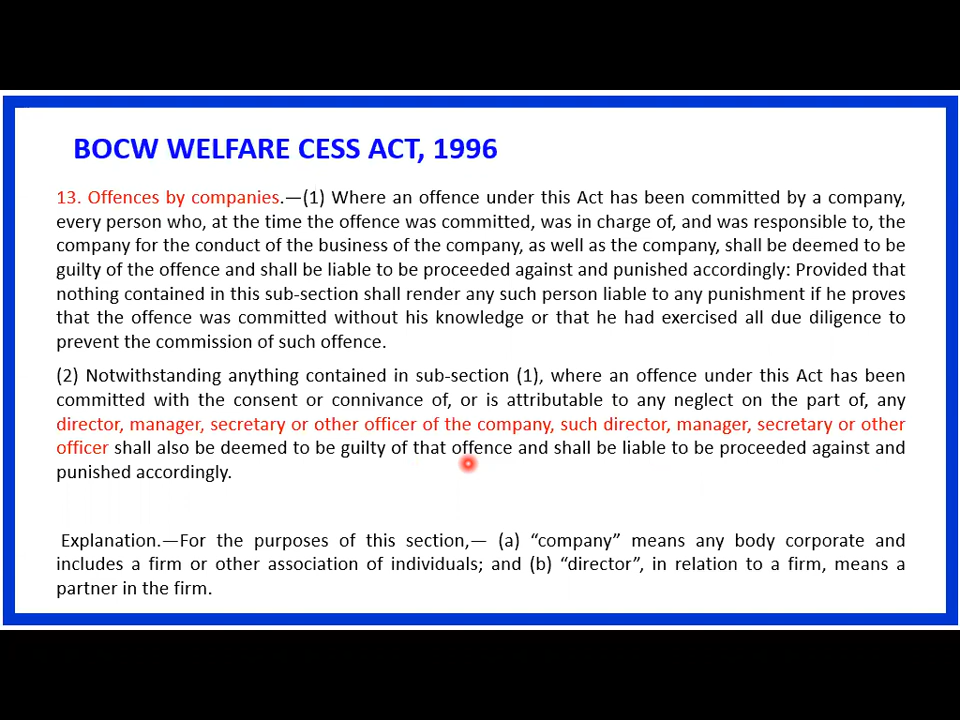 BOCW WELFARE CESS ACT, 1996
13. Offences by companies.—(1) Where an offence under this Act has been committed by a company,
every person who, at the time the offence was committed, was in charge of, and was responsible to, the
company for the conduct of the business of the company, as well as the company, shall be deemed to be
guilty of the offence and shall be liable to be proceeded against and punished accordingly: Provided that
nothing contained in this sub-section shall render any such person liable to any punishment if he proves
that the offence was committed without his knowledge or that he had exercised all due diligence to
prevent the commission of such offence.
(2) Notwithstanding anything contained in sub-section (1), where an offence under this Act has been
committed with the consent or connivance of, or is attributable to any neglect on the part of, any
director, manager, secretary or other officer of the company, such director, manager, secretary or other
officer shall also be deemed to be guilty of that offence and shall be liable to be proceeded against and
punished accordingly.
Explanation.—For the purposes of this section,— (a) “company” means any body corporate and
includes a firm or other association of individuals; and (b) “director”, in relation to a firm, means a
partner in the firm.